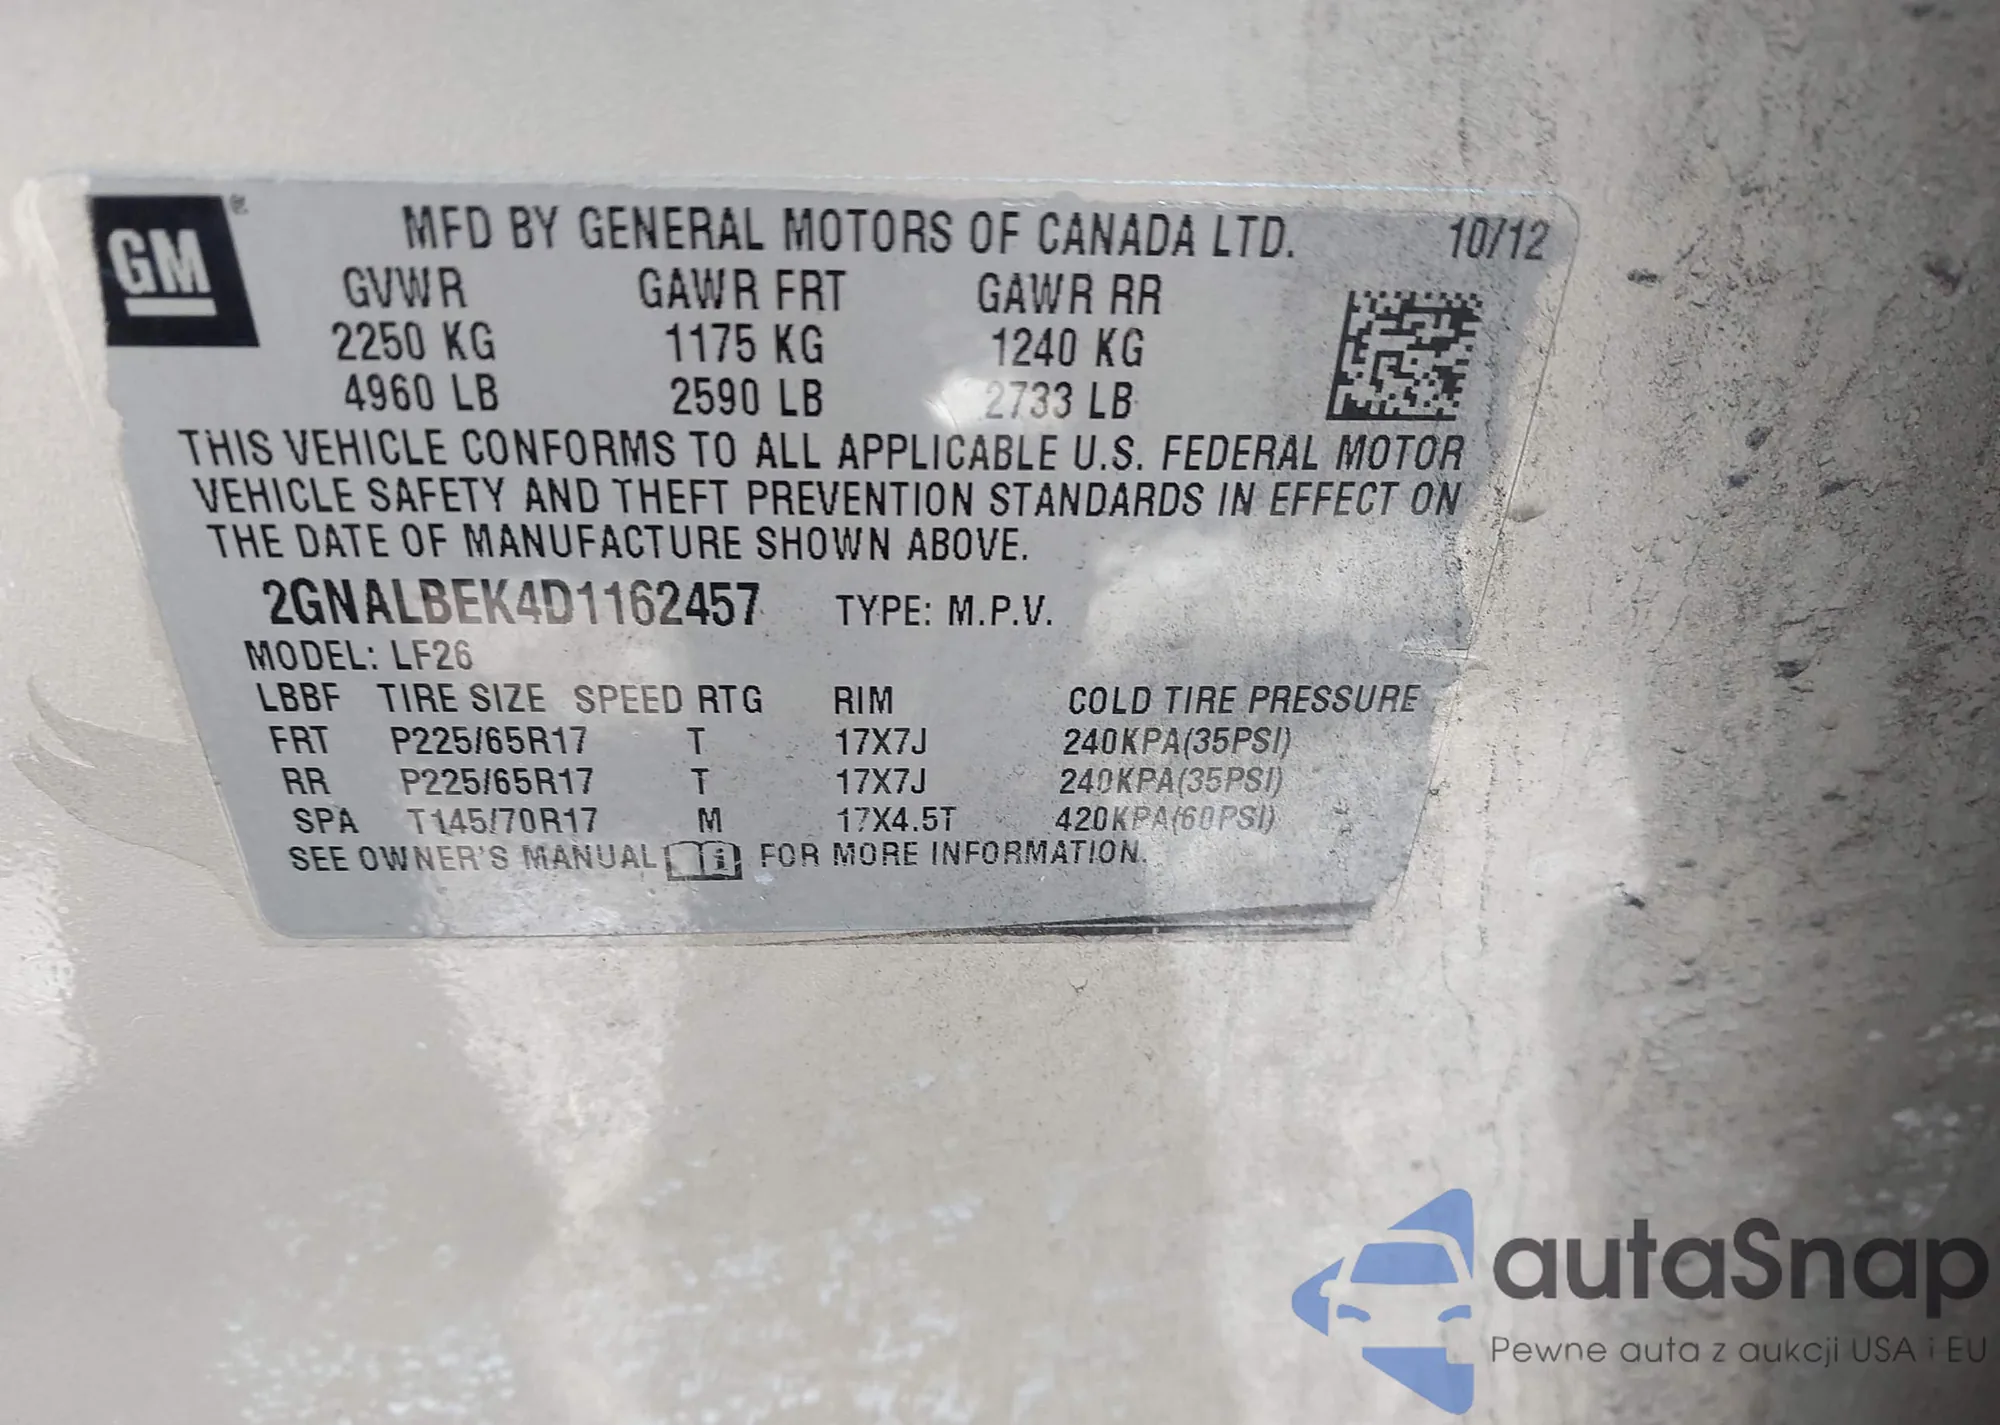 GM®
MFD BY GENERAL MOTORS OF CANADA LTD. 10/12
GVWR GAWR FRT GAWR RR
2250 KG 1175 KG 1240 KG
4960 LB 2590 LB 2733 LB
THIS VEHICLE CONFORMS TO ALL APPLICABLE U.S. FEDERAL MOTOR
VEHICLE SAFETY AND THEFT PREVENTION STANDARDS IN EFFECT ON
THE DATE OF MANUFACTURE SHOWN ABOVE.
2GNALBEK4D1162457 TYPE: M.P.V.
MODEL: LF26
LBBF TIRE SIZE SPEED RTG RIM COLD TIRE PRESSURE
FRT P225/65R17 T 17X7J 240KPA(35PSI)
RR P225/65R17 T 17X7J 240KPA(35PSI)
SPA T145/70R17 M 17X4.5T 420KPA(60PSI)
SEE OWNER'S MANUAL i FOR MORE INFORMATION.
autaSnap
Pewne auta z aukcji USA i EU